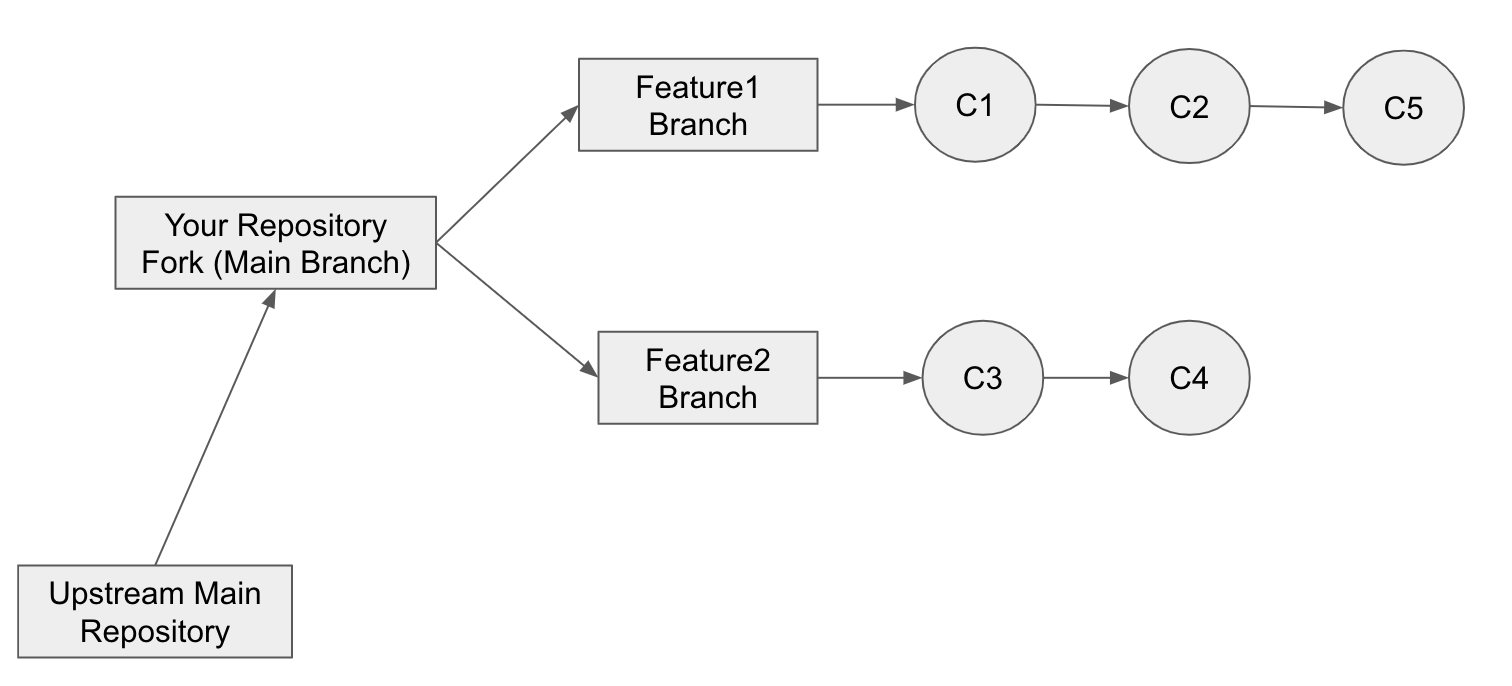 Feature1
Branch
C1
C2
C5
Your Repository
Fork (Main Branch)
Feature2
Branch
C3
C4
Upstream Main
Repository